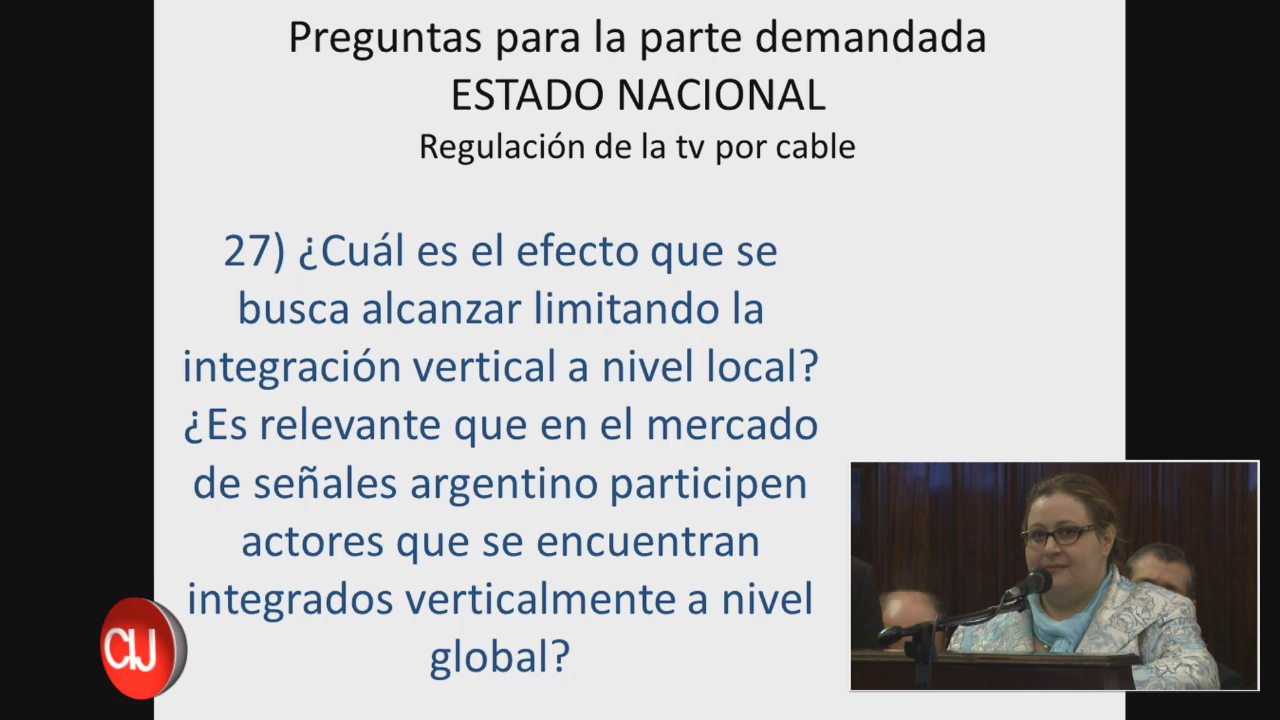 Preguntas para la parte demandada
ESTADO NACIONAL
Regulación de la tv por cable
27) ¿Cuál es el efecto que se
busca alcanzar limitando la
integración vertical a nivel local?
¿Es relevante que en el mercado
de señales argentino participen
actores que se encuentran
integrados verticalmente a nivel
global?
CIJ